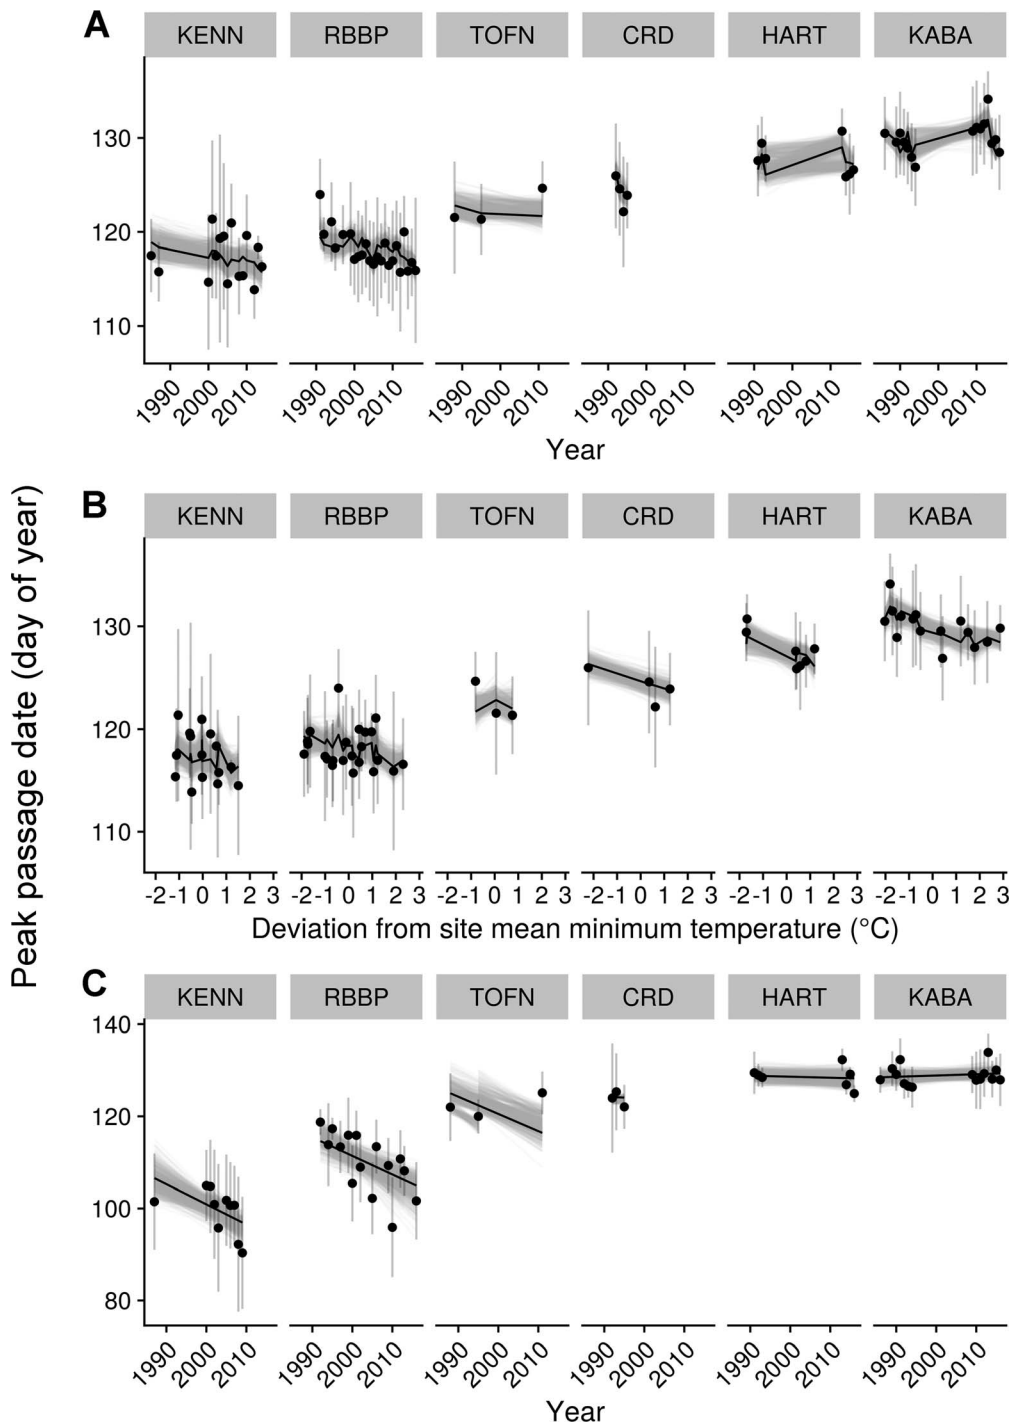 A
KENN RBBP TOFN CRD HART KABA
130
120
110
1990 2000 2010 1990 2000 2010 1990 2000 2010 1990 2000 2010 1990 2000 2010 1990 2000 2010
Year
Peak passage date (day of year)
B
KENN RBBP TOFN CRD HART KABA
130
120
110
-2 -1 0 1 2 3 -2 -1 0 1 2 3 -2 -1 0 1 2 3 -2 -1 0 1 2 3 -2 -1 0 1 2 3 -2 -1 0 1 2 3
Deviation from site mean minimum temperature (°C)
C
KENN RBBP TOFN CRD HART KABA
140
120
100
80
1990 2000 2010 1990 2000 2010 1990 2000 2010 1990 2000 2010 1990 2000 2010 1990 2000 2010
Year